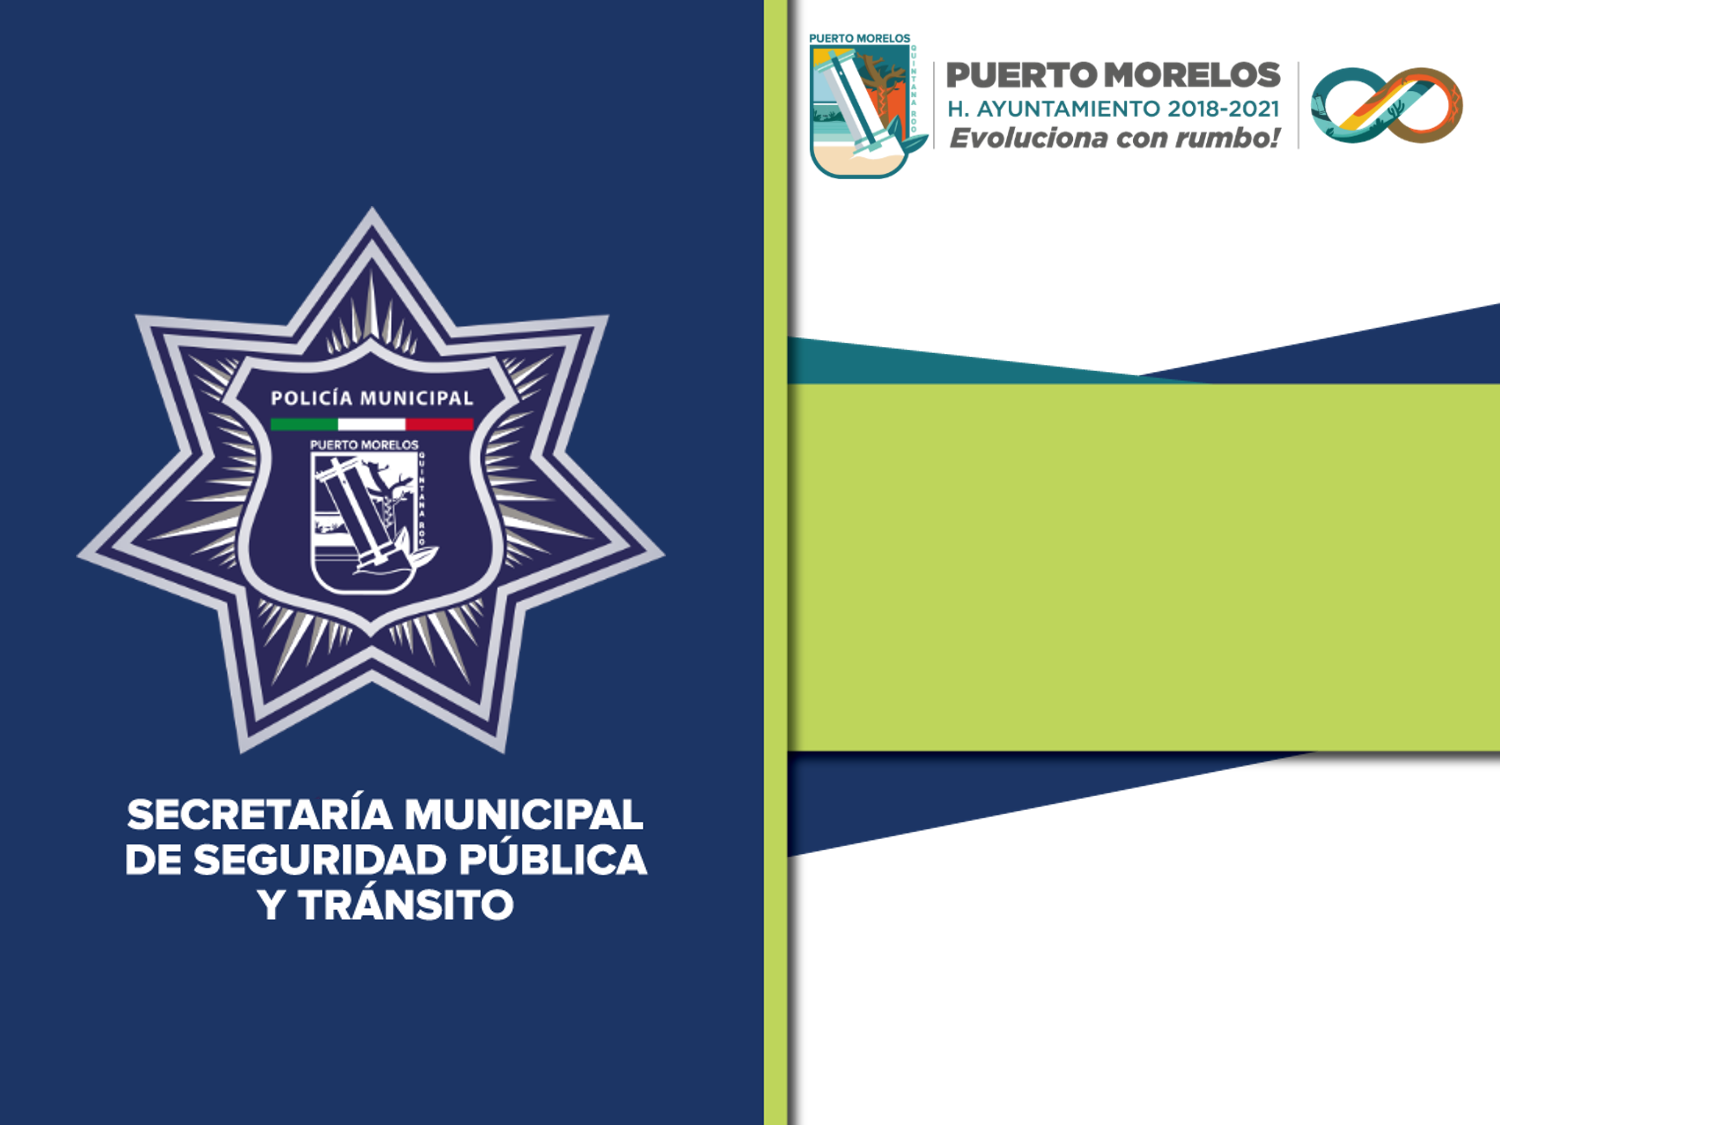 POLICÍA MUNICIPAL
PUERTO MORELOS
QUINTANA ROO
SECRETARÍA MUNICIPAL
DE SEGURIDAD PÚBLICA
Y TRÁNSITO
PUERTO MORELOS
QUINTANA ROO
PUERTO MORELOS
H. AYUNTAMIENTO 2018-2021
Evoluciona con rumbo!